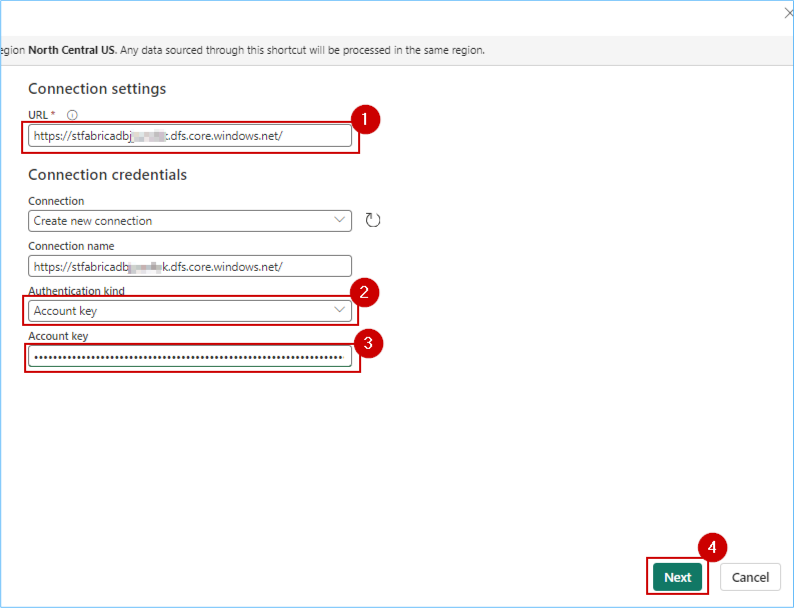 egion North Central US. Any data sourced through this shortcut will be processed in the same region.
Connection settings
URL *
1
https://stfabricadbj .dfs.core.windows.net/
Connection credentials
Connection
Create new connection
Connection name
https://stfabricadb k.dfs.core.windows.net/
2
Authentication kind
Account key
3
Account key
4
Next Cancel